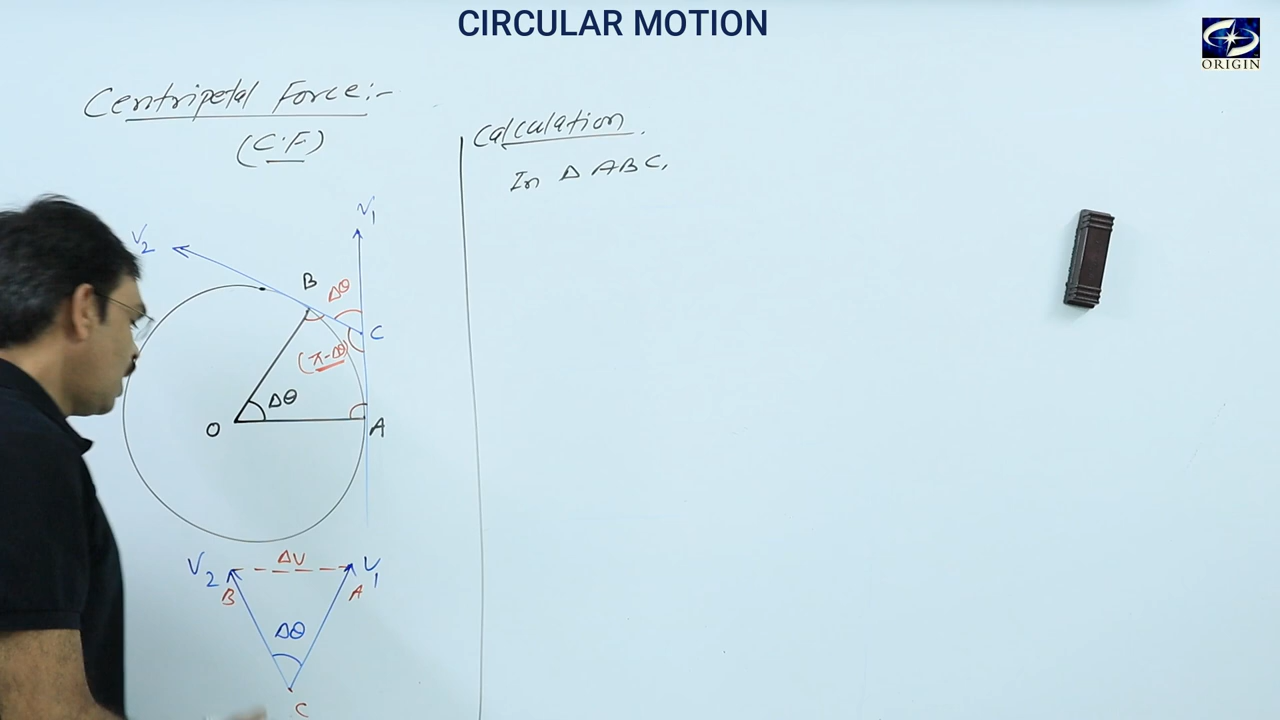 CIRCULAR MOTION
ORIGIN
Centripetal Force:-
(C.F)
V1
V2
B
Δθ
C
(π-Δθ)
Δθ
O
A
V2
ΔV
V1
B
A
Δθ
C
Calculation.
In Δ ABC,